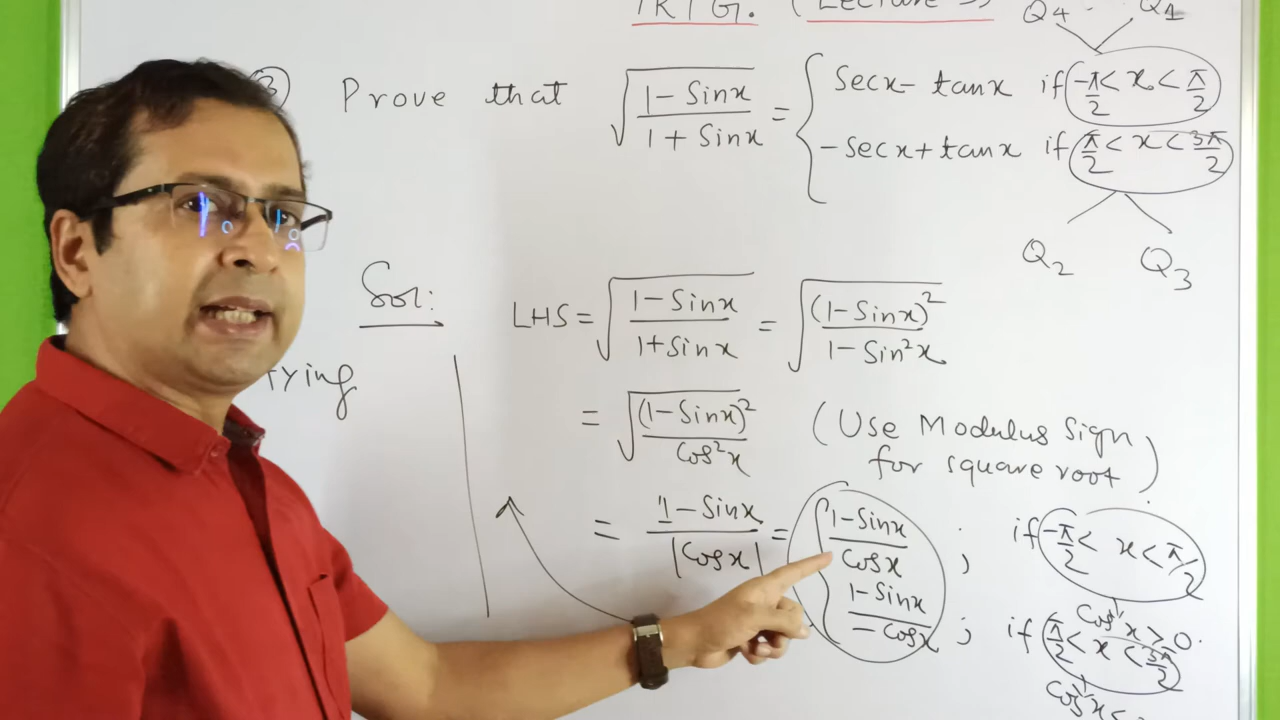 TRIG. (Lecture
Q4 Q1
③ Prove that √((1-Sinx)/(1+Sinx)) = { Secx- tanx if -π/2 < x < π/2
-Secx+tanx if π/2 < x < 3π/2
Q2 Q3
Sol: LHS = √((1-Sinx)/(1+Sinx)) = √((1-Sinx)²/(1-Sin²x))
= √((1-Sinx)²/Cos²x) (Use Modulus Sign
for square root)
= (1-Sinx)/|Cosx| = { (1-Sinx)/Cosx ; if -π/2 < x < π/2
Cosx>0.
(1-Sinx)/-Cosx ; if π/2 < x < 3π/2
Cosx<